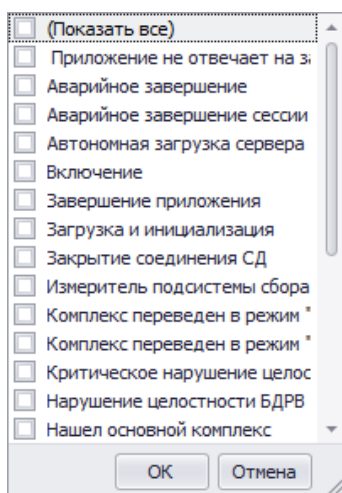 (Показать все)
Приложение не отвечает на
Аварийное завершение
Аварийное завершение сессии
Автономная загрузка сервера
Включение
Завершение приложения
Загрузка и инициализация
Закрытие соединения СД
Измеритель подсистемы сбора
Комплекс переведен в режим "
Комплекс переведен в режим "
Критическое нарушение целос
Нарушение целостности БДРВ
Нашел основной комплекс
ОК
Отмена